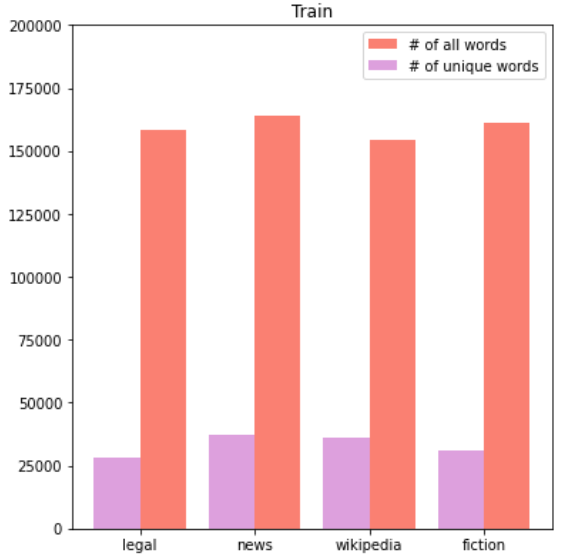 Train
# of all words
# of unique words
200000
175000
150000
125000
100000
75000
50000
25000
0
legal news wikipedia fiction